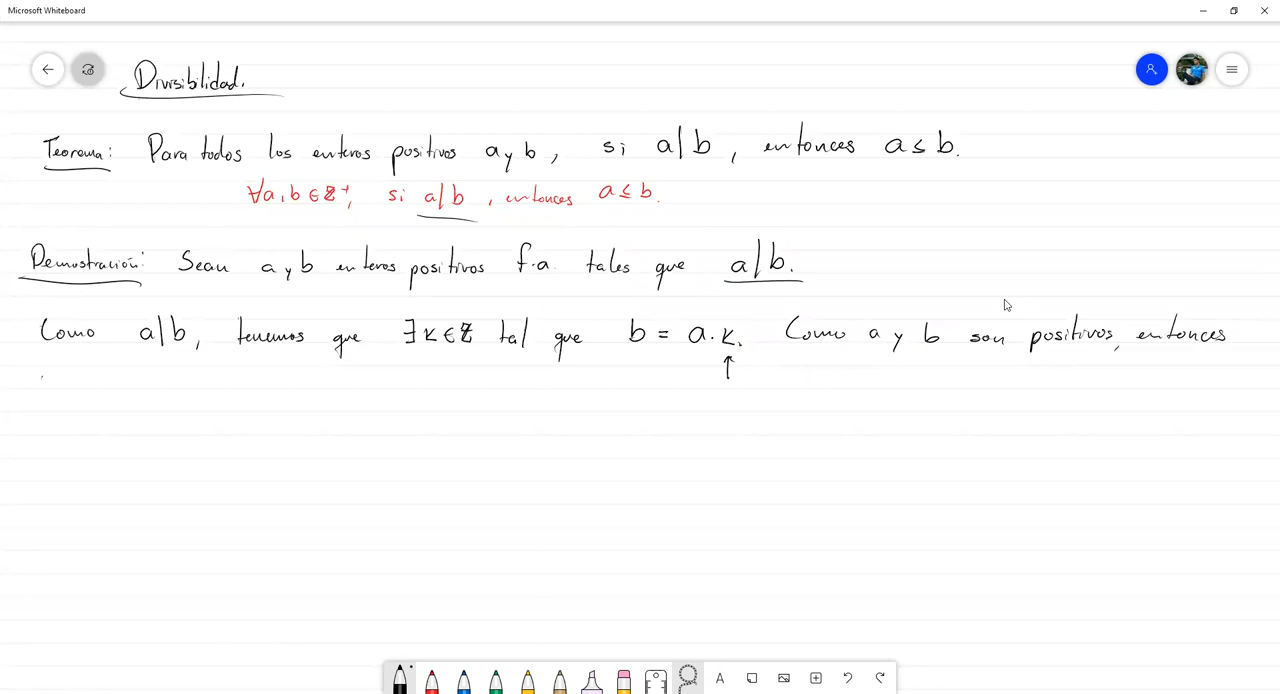 Microsoft Whiteboard
Divisibilidad.
Teorema: Para todos los enteros positivos a y b, si a|b, entonces a ≤ b.
∀a,b ∈ ℤ⁺, si a|b, entonces a ≤ b.
Demostración: Sean a y b enteros positivos f.a. tales que a|b.
Como a|b, tenemos que ∃k∈ℤ tal que b = a.k. Como a y b son positivos, entonces